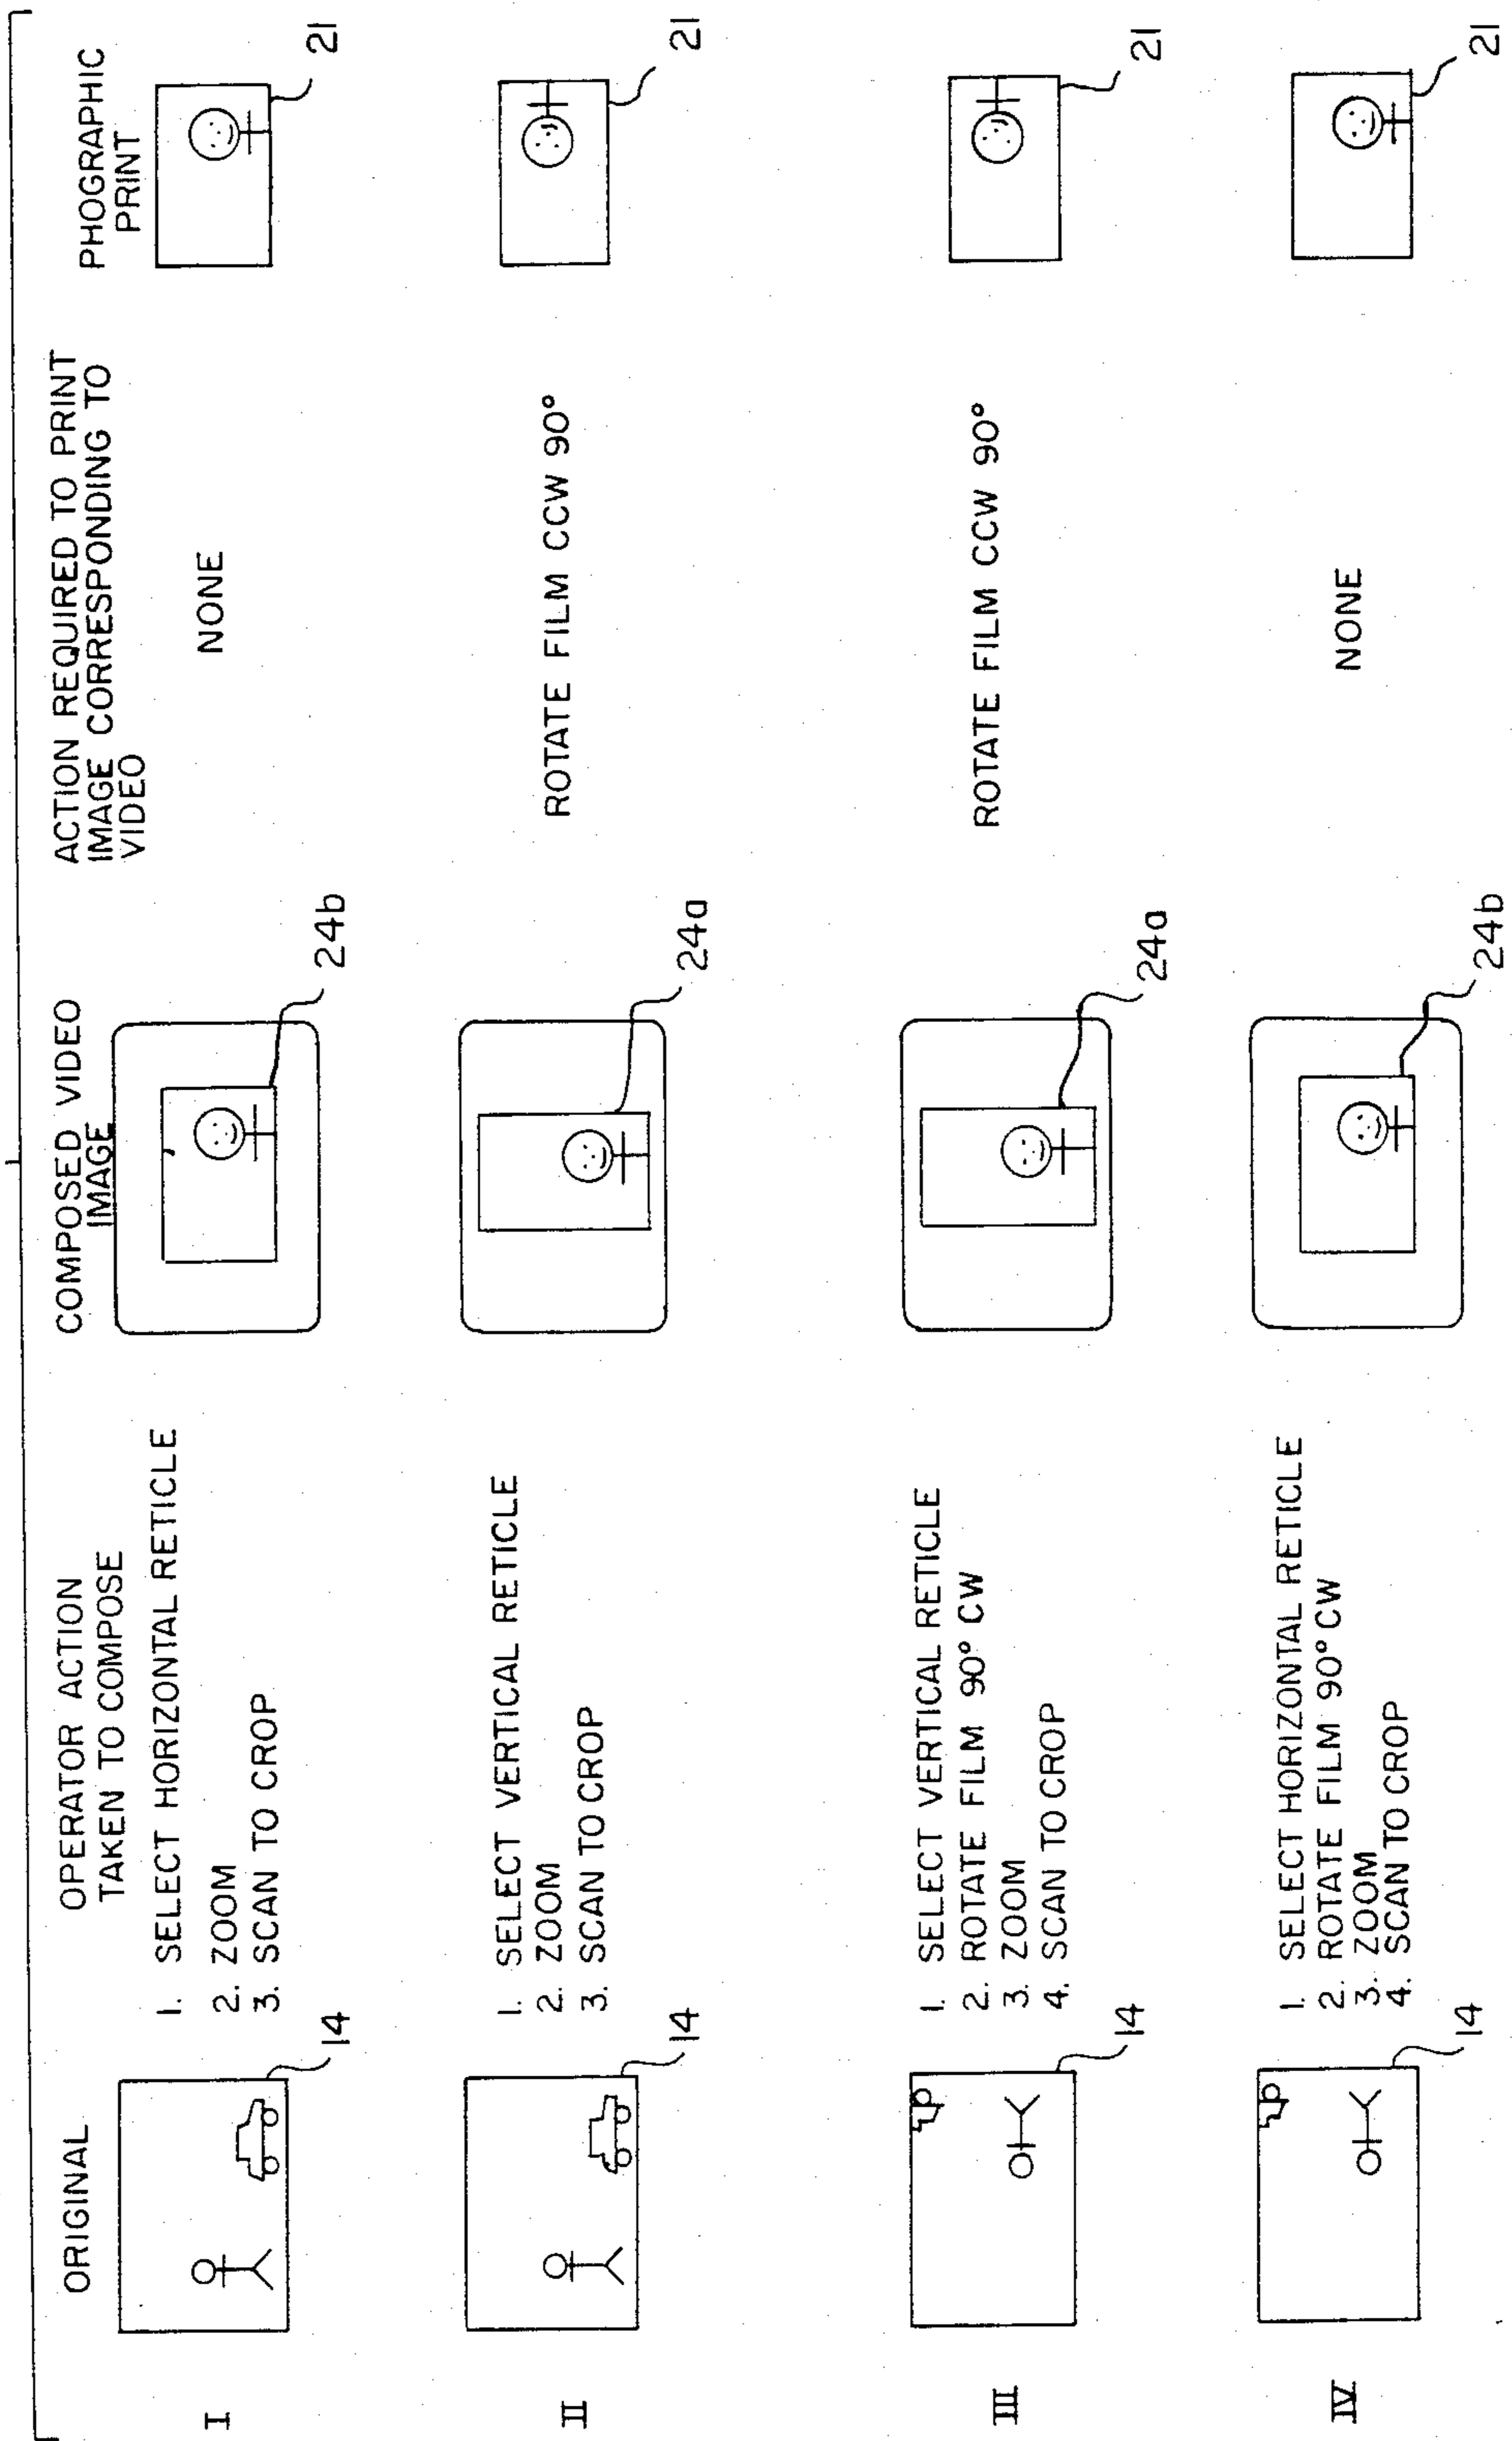 ORIGINAL
OPERATOR ACTION
TAKEN TO COMPOSE
COMPOSED VIDEO
IMAGE
ACTION REQUIRED TO PRINT
IMAGE CORRESPONDING TO
VIDEO
PHOGRAPHIC
PRINT
I
14
1. SELECT HORIZONTAL RETICLE
2. ZOOM
3. SCAN TO CROP
24b
NONE
21
II
14
1. SELECT VERTICAL RETICLE
2. ZOOM
3. SCAN TO CROP
24a
ROTATE FILM CCW 90°
21
III
14
1. SELECT VERTICAL RETICLE
2. ROTATE FILM 90° CW
3. ZOOM
4. SCAN TO CROP
24a
ROTATE FILM CCW 90°
21
IV
14
1. SELECT HORIZONTAL RETICLE
2. ROTATE FILM 90° CW
3. ZOOM
4. SCAN TO CROP
24b
NONE
21